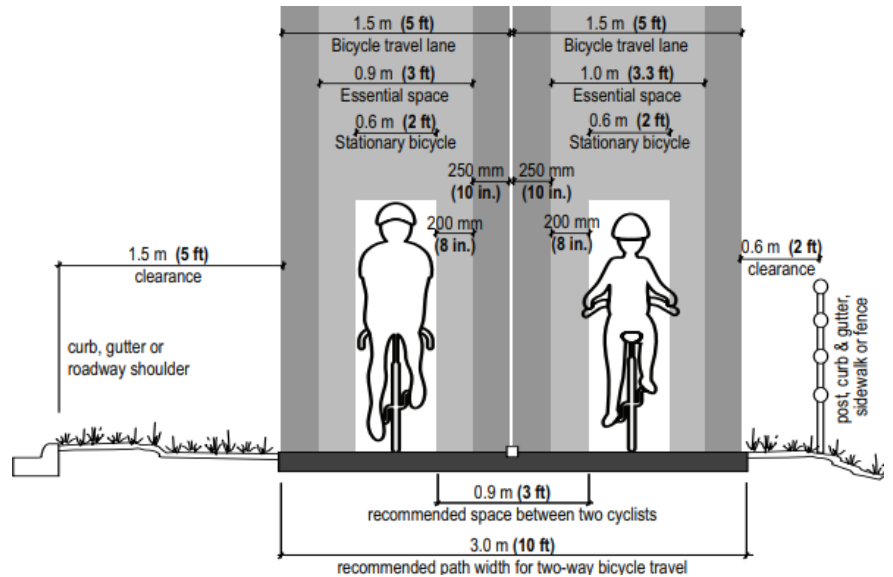 1.5 m (5 ft)
Bicycle travel lane
1.5 m (5 ft)
Bicycle travel lane
0.9 m (3 ft)
Essential space
1.0 m (3.3 ft)
Essential space
0.6 m (2 ft)
Stationary bicycle
0.6 m (2 ft)
Stationary bicycle
250 mm
(10 in.)
250 mm
(10 in.)
200 mm
(8 in.)
200 mm
(8 in.)
1.5 m (5 ft)
clearance
0.6 m (2 ft)
clearance
curb, gutter or
roadway shoulder
post, curb & gutter,
sidewalk or fence
0.9 m (3 ft)
recommended space between two cyclists
3.0 m (10 ft)
recommended path width for two-way bicycle travel